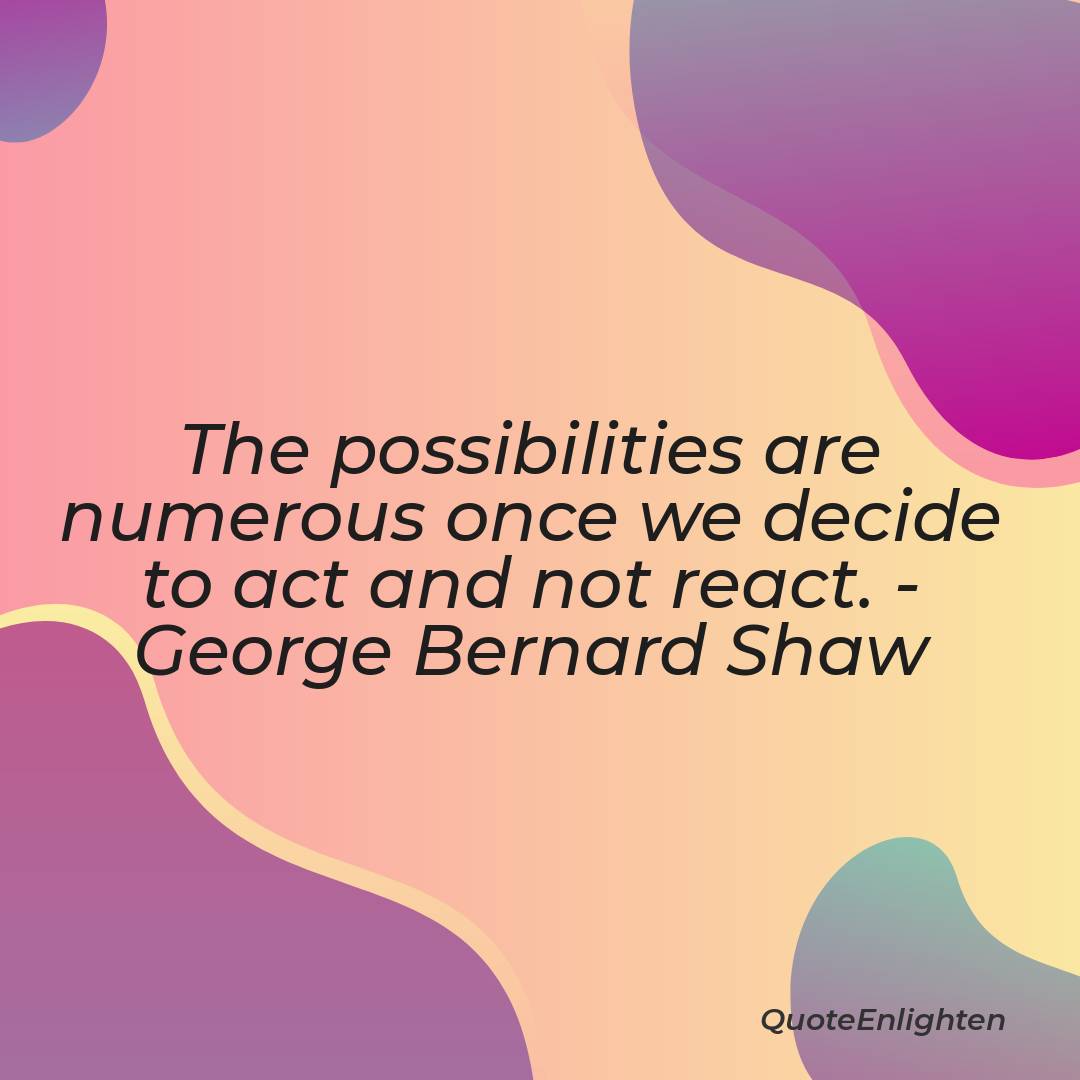 The possibilities are
numerous once we decide
to act and not react. -
George Bernard Shaw
QuoteEnlighten